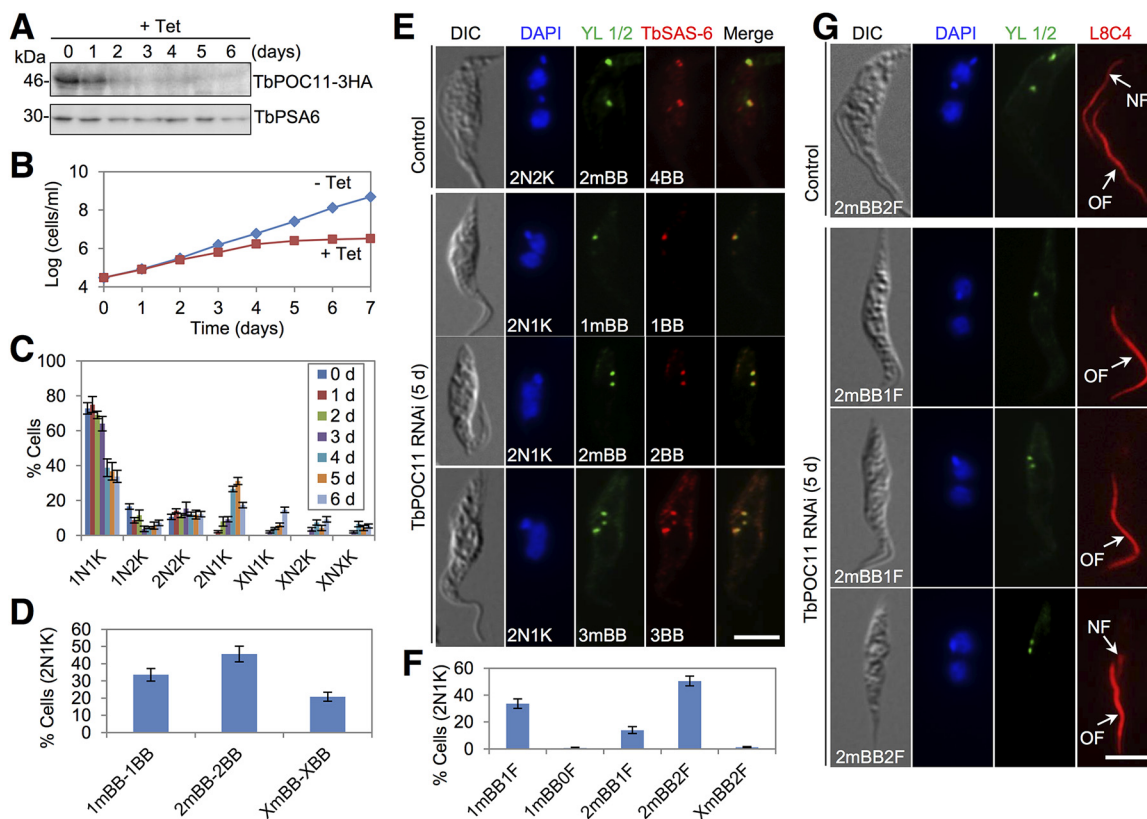 A
+ Tet
kDa
0 1 2 3 4 5 6 (days)
46-
TbPOC11-3HA
30-
TbPSA6
B
Log (cells/ml)
10
8
6
4
- Tet
+ Tet
0 1 2 3 4 5 6 7
Time (days)
C
% Cells
100
80
60
40
20
0
0 d
1 d
2 d
3 d
4 d
5 d
6 d
1N1K
1N2K
2N2K
2N1K
XN1K
XN2K
XNXK
D
% Cells (2N1K)
60
50
40
30
20
10
0
1mBB-1BB
2mBB-2BB
XmBB-XBB
E
DIC DAPI YL 1/2 TbSAS-6 Merge
Control
2N2K 2mBB 4BB
TbPOC11 RNAi (5 d)
2N1K 1mBB 1BB
2N1K 2mBB 2BB
2N1K 3mBB 3BB
F
% Cells (2N1K)
60
40
20
0
1mBB1F
1mBB0F
2mBB1F
2mBB2F
XmBB2F
G
DAPI YL 1/2 L8C4
Control
NF
OF
2mBB2F
TbPOC11 RNAi (5 d)
OF
2mBB1F
OF
2mBB1F
NF
OF
2mBB2F